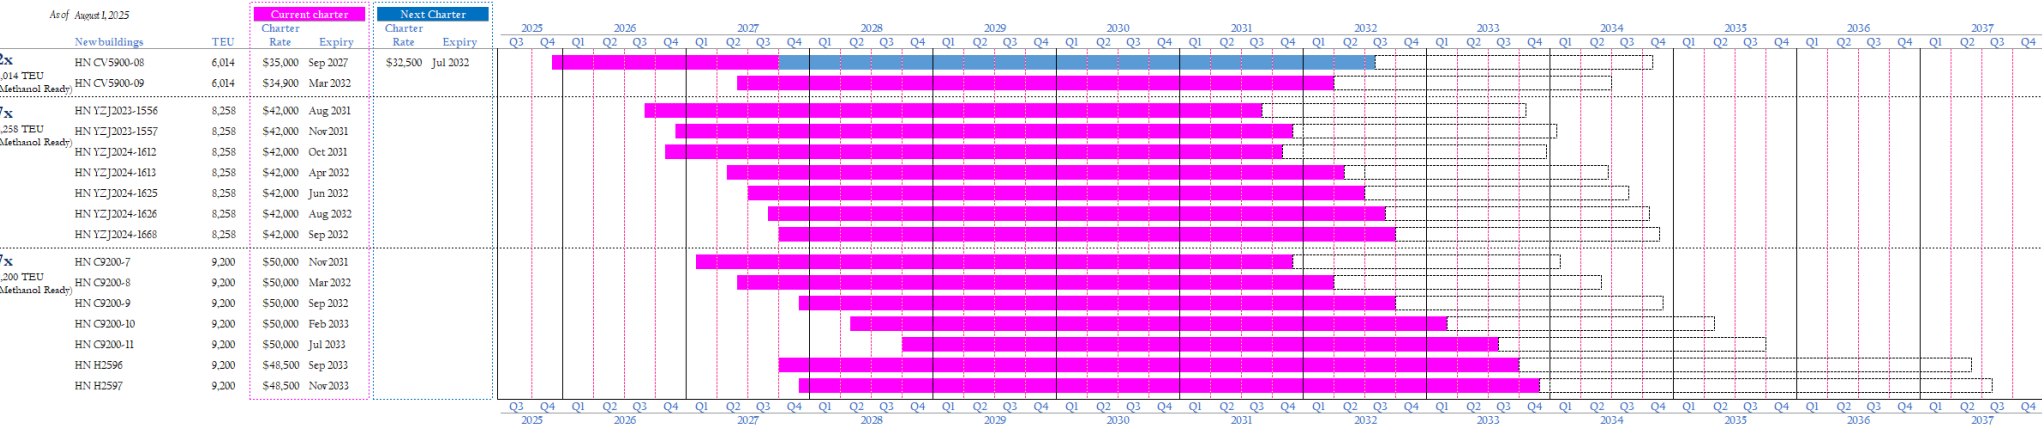 As of August 1, 2025
Current charter
Next Charter
Charter Charter
2025 2026 2027 2028 2029 2030 2031 2032 2033 2034 2035 2036 2037
Newbuildings TEU Rate Expiry Rate Expiry
Q3 Q4 Q1 Q2 Q3 Q4 Q1 Q2 Q3 Q4 Q1 Q2 Q3 Q4 Q1 Q2 Q3 Q4 Q1 Q2 Q3 Q4 Q1 Q2 Q3 Q4 Q1 Q2 Q3 Q4 Q1 Q2 Q3 Q4 Q1 Q2 Q3 Q4 Q1 Q2 Q3 Q4 Q1 Q2 Q3 Q4 Q1 Q2 Q3 Q4
2x
HN CV5900-08 6,014 $35,000 Sep 2027 $32,500 Jul 2032
,014 TEU
Methanol Ready)
HN CV5900-09 6,014 $34,900 Mar 2032
7x
HN YZJ2023-1556 8,258 $42,000 Aug 2031
,258 TEU
HN YZJ2023-1557 8,258 $42,000 Nov 2031
Methanol Ready)
HN YZJ2024-1612 8,258 $42,000 Oct 2031
HN YZJ2024-1613 8,258 $42,000 Apr 2032
HN YZJ2024-1625 8,258 $42,000 Jun 2032
HN YZJ2024-1626 8,258 $42,000 Aug 2032
HN YZJ2024-1668 8,258 $42,000 Sep 2032
7x
HN C9200-7 9,200 $50,000 Nov 2031
,200 TEU
HN C9200-8 9,200 $50,000 Mar 2032
Methanol Ready)
HN C9200-9 9,200 $50,000 Sep 2032
HN C9200-10 9,200 $50,000 Feb 2033
HN C9200-11 9,200 $50,000 Jul 2033
HN H2596 9,200 $48,500 Sep 2033
HN H2597 9,200 $48,500 Nov 2033
Q3 Q4 Q1 Q2 Q3 Q4 Q1 Q2 Q3 Q4 Q1 Q2 Q3 Q4 Q1 Q2 Q3 Q4 Q1 Q2 Q3 Q4 Q1 Q2 Q3 Q4 Q1 Q2 Q3 Q4 Q1 Q2 Q3 Q4 Q1 Q2 Q3 Q4 Q1 Q2 Q3 Q4 Q1 Q2 Q3 Q4 Q1 Q2 Q3 Q4
2025 2026 2027 2028 2029 2030 2031 2032 2033 2034 2035 2036 2037